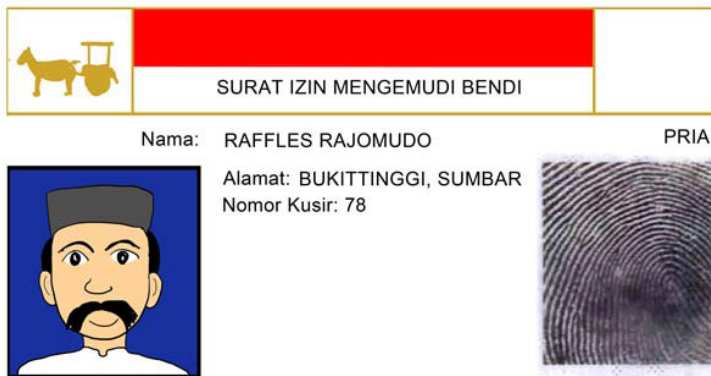 SURAT IZIN MENGEMUDI BENDI
Nama: RAFFLES RAJOMUDO PRIA
Alamat: BUKITTINGGI, SUMBAR
Nomor Kusir: 78